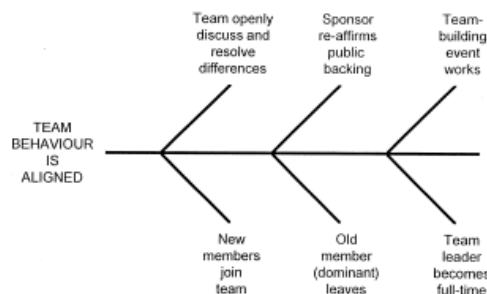 Team openly
discuss and
resolve
differences
Sponsor
re-affirms
public
backing
Team-
building
event
works
TEAM
BEHAVIOUR
IS
ALIGNED
New
members
join
team
Old
member
(dominant)
leaves
Team
leader
becomes
full-time